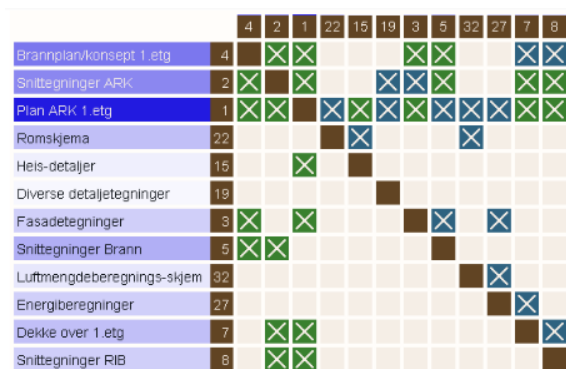 4 2 1 22 15 19 3 5 32 27 7 8
Brannplan/konsept 1.etg 4
Snittegninger ARK 2
Plan ARK 1.etg 1
Romskjema 22
Heis-detaljer 15
Diverse detaljetegninger 19
Fasadetegninger 3
Snittegninger Brann 5
Luftmengdeberegnings-skjem 32
Energiberegninger 27
Dekke over 1.etg 7
Snittegninger RIB 8